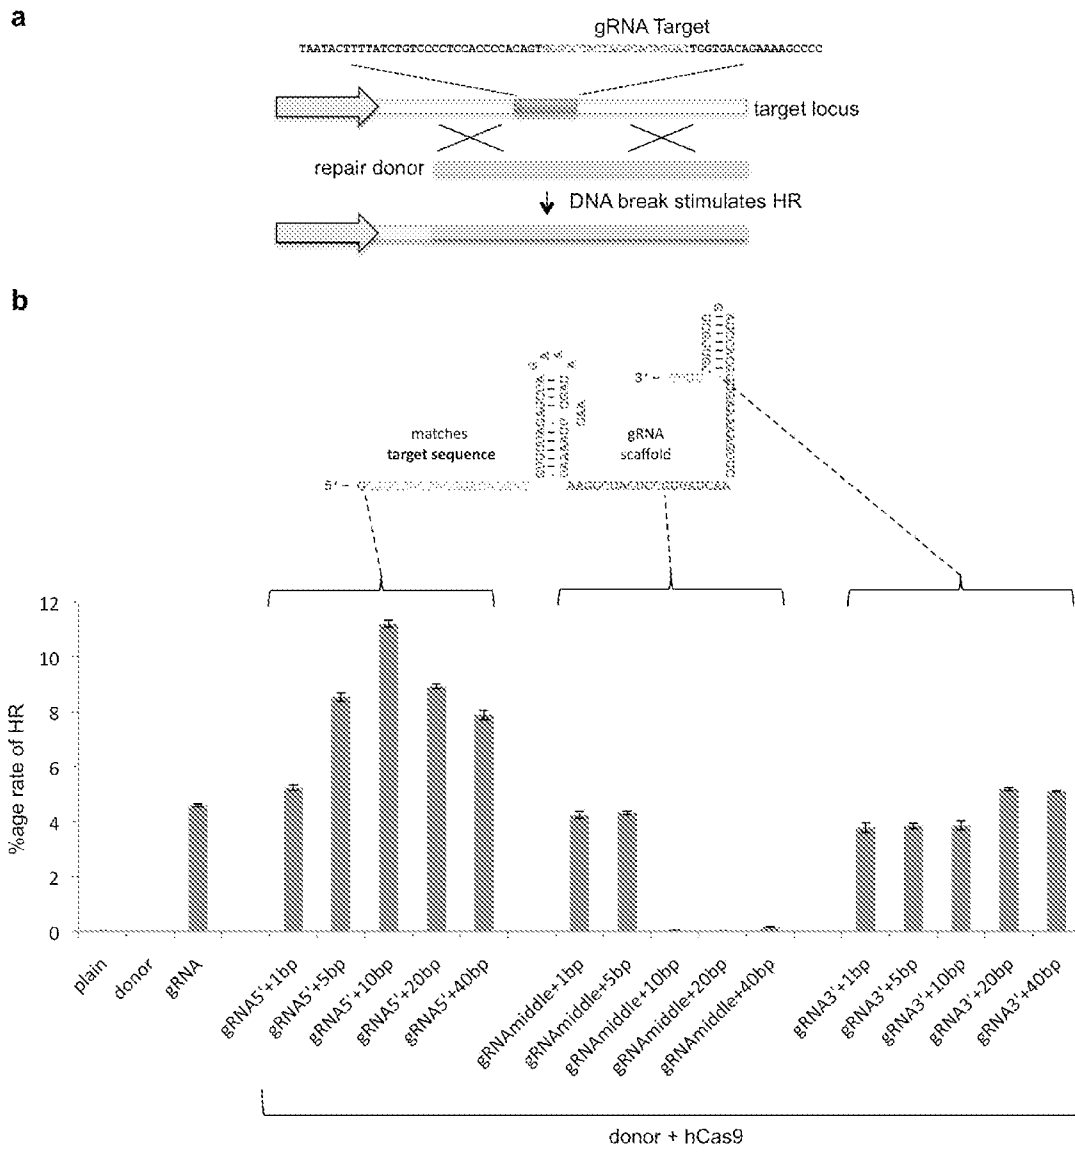 a
gRNA Target
TAATACTTTTATCTGTCCCCTCCACCCCACAGT
TGGTGACAGAAAAGCCCC
target locus
repair donor
DNA break stimulates HR
b
3'–
matches
target sequence
gRNA
scaffold
5'–
%age rate of HR
12
10
8
6
4
2
0
plain
donor
gRNA
gRNA5'+1bp
gRNA5'+5bp
gRNA5'+10bp
gRNA5'+20bp
gRNA5'+40bp
gRNAmiddle+1bp
gRNAmiddle+5bp
gRNAmiddle+10bp
gRNAmiddle+20bp
gRNAmiddle+40bp
gRNA3'+1bp
gRNA3'+5bp
gRNA3'+10bp
gRNA3'+20bp
gRNA3'+40bp
donor + hCas9